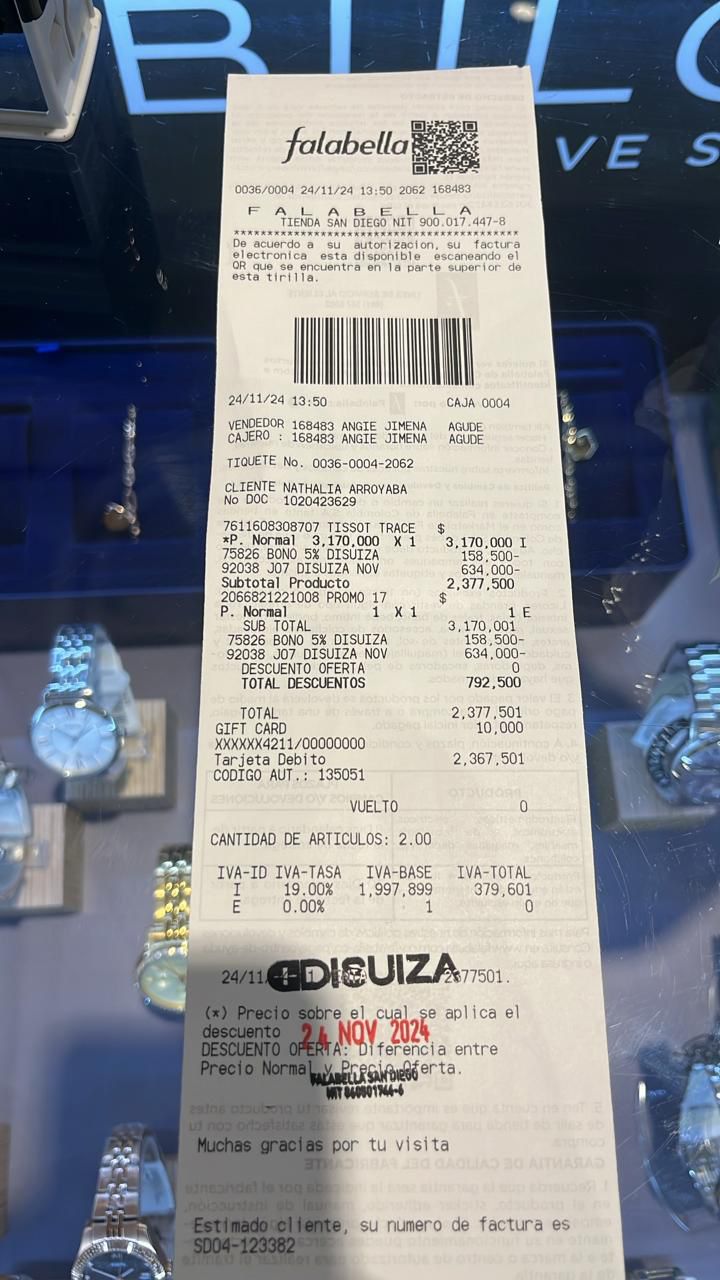 BUL
VE S
falabella
0036/0004 24/11/24 13:50 2062 168483
F A L A B E L L A
TIENDA SAN DIEGO NIT 900.017.447-8
De acuerdo a su autorizacion, su factura
electronica esta disponible escaneando el
QR que se encuentra en la parte superior de
esta tirilla.
24/11/24 13:50 CAJA 0004
VENDEDOR 168483 ANGIE JIMENA AGUDE
CAJERO : 168483 ANGIE JIMENA AGUDE
TIQUETE No. 0036-0004-2062
CLIENTE NATHALIA ARROYABA
No DOC 1020423629
7611608308707 TISSOT TRACE $
*P. Normal 3,170,000 X 1 3,170,000 I
75826 BONO 5% DISUIZA 158,500-
92038 J07 DISUIZA NOV 634,000-
Subtotal Producto 2,377,500
2066821221008 PROMO 17 $
P. Normal 1 X 1 1 E
SUB TOTAL 3,170,001
75826 BONO 5% DISUIZA 158,500-
92038 J07 DISUIZA NOV 634,000-
DESCUENTO OFERTA 0
TOTAL DESCUENTOS 792,500
TOTAL 2,377,501
GIFT CARD 10,000
XXXXXX4211/00000000
Tarjeta Debito 2,367,501
CODIGO AUT.: 135051
VUELTO 0
CANTIDAD DE ARTICULOS: 2.00
IVA-ID IVA-TASA IVA-BASE IVA-TOTAL
I 19.00% 1,997,899 379,601
E 0.00% 1 0
24/11 DISUIZA 2377501.
(*) Precio sobre el cual se aplica el
descuento 24 NOV 2024
DESCUENTO OFERTA: Diferencia entre
Precio Normal y Precio Oferta.
FALABELLA SAN DIEGO
Muchas gracias por tu visita
Estimado cliente, su numero de factura es
SD04-123382